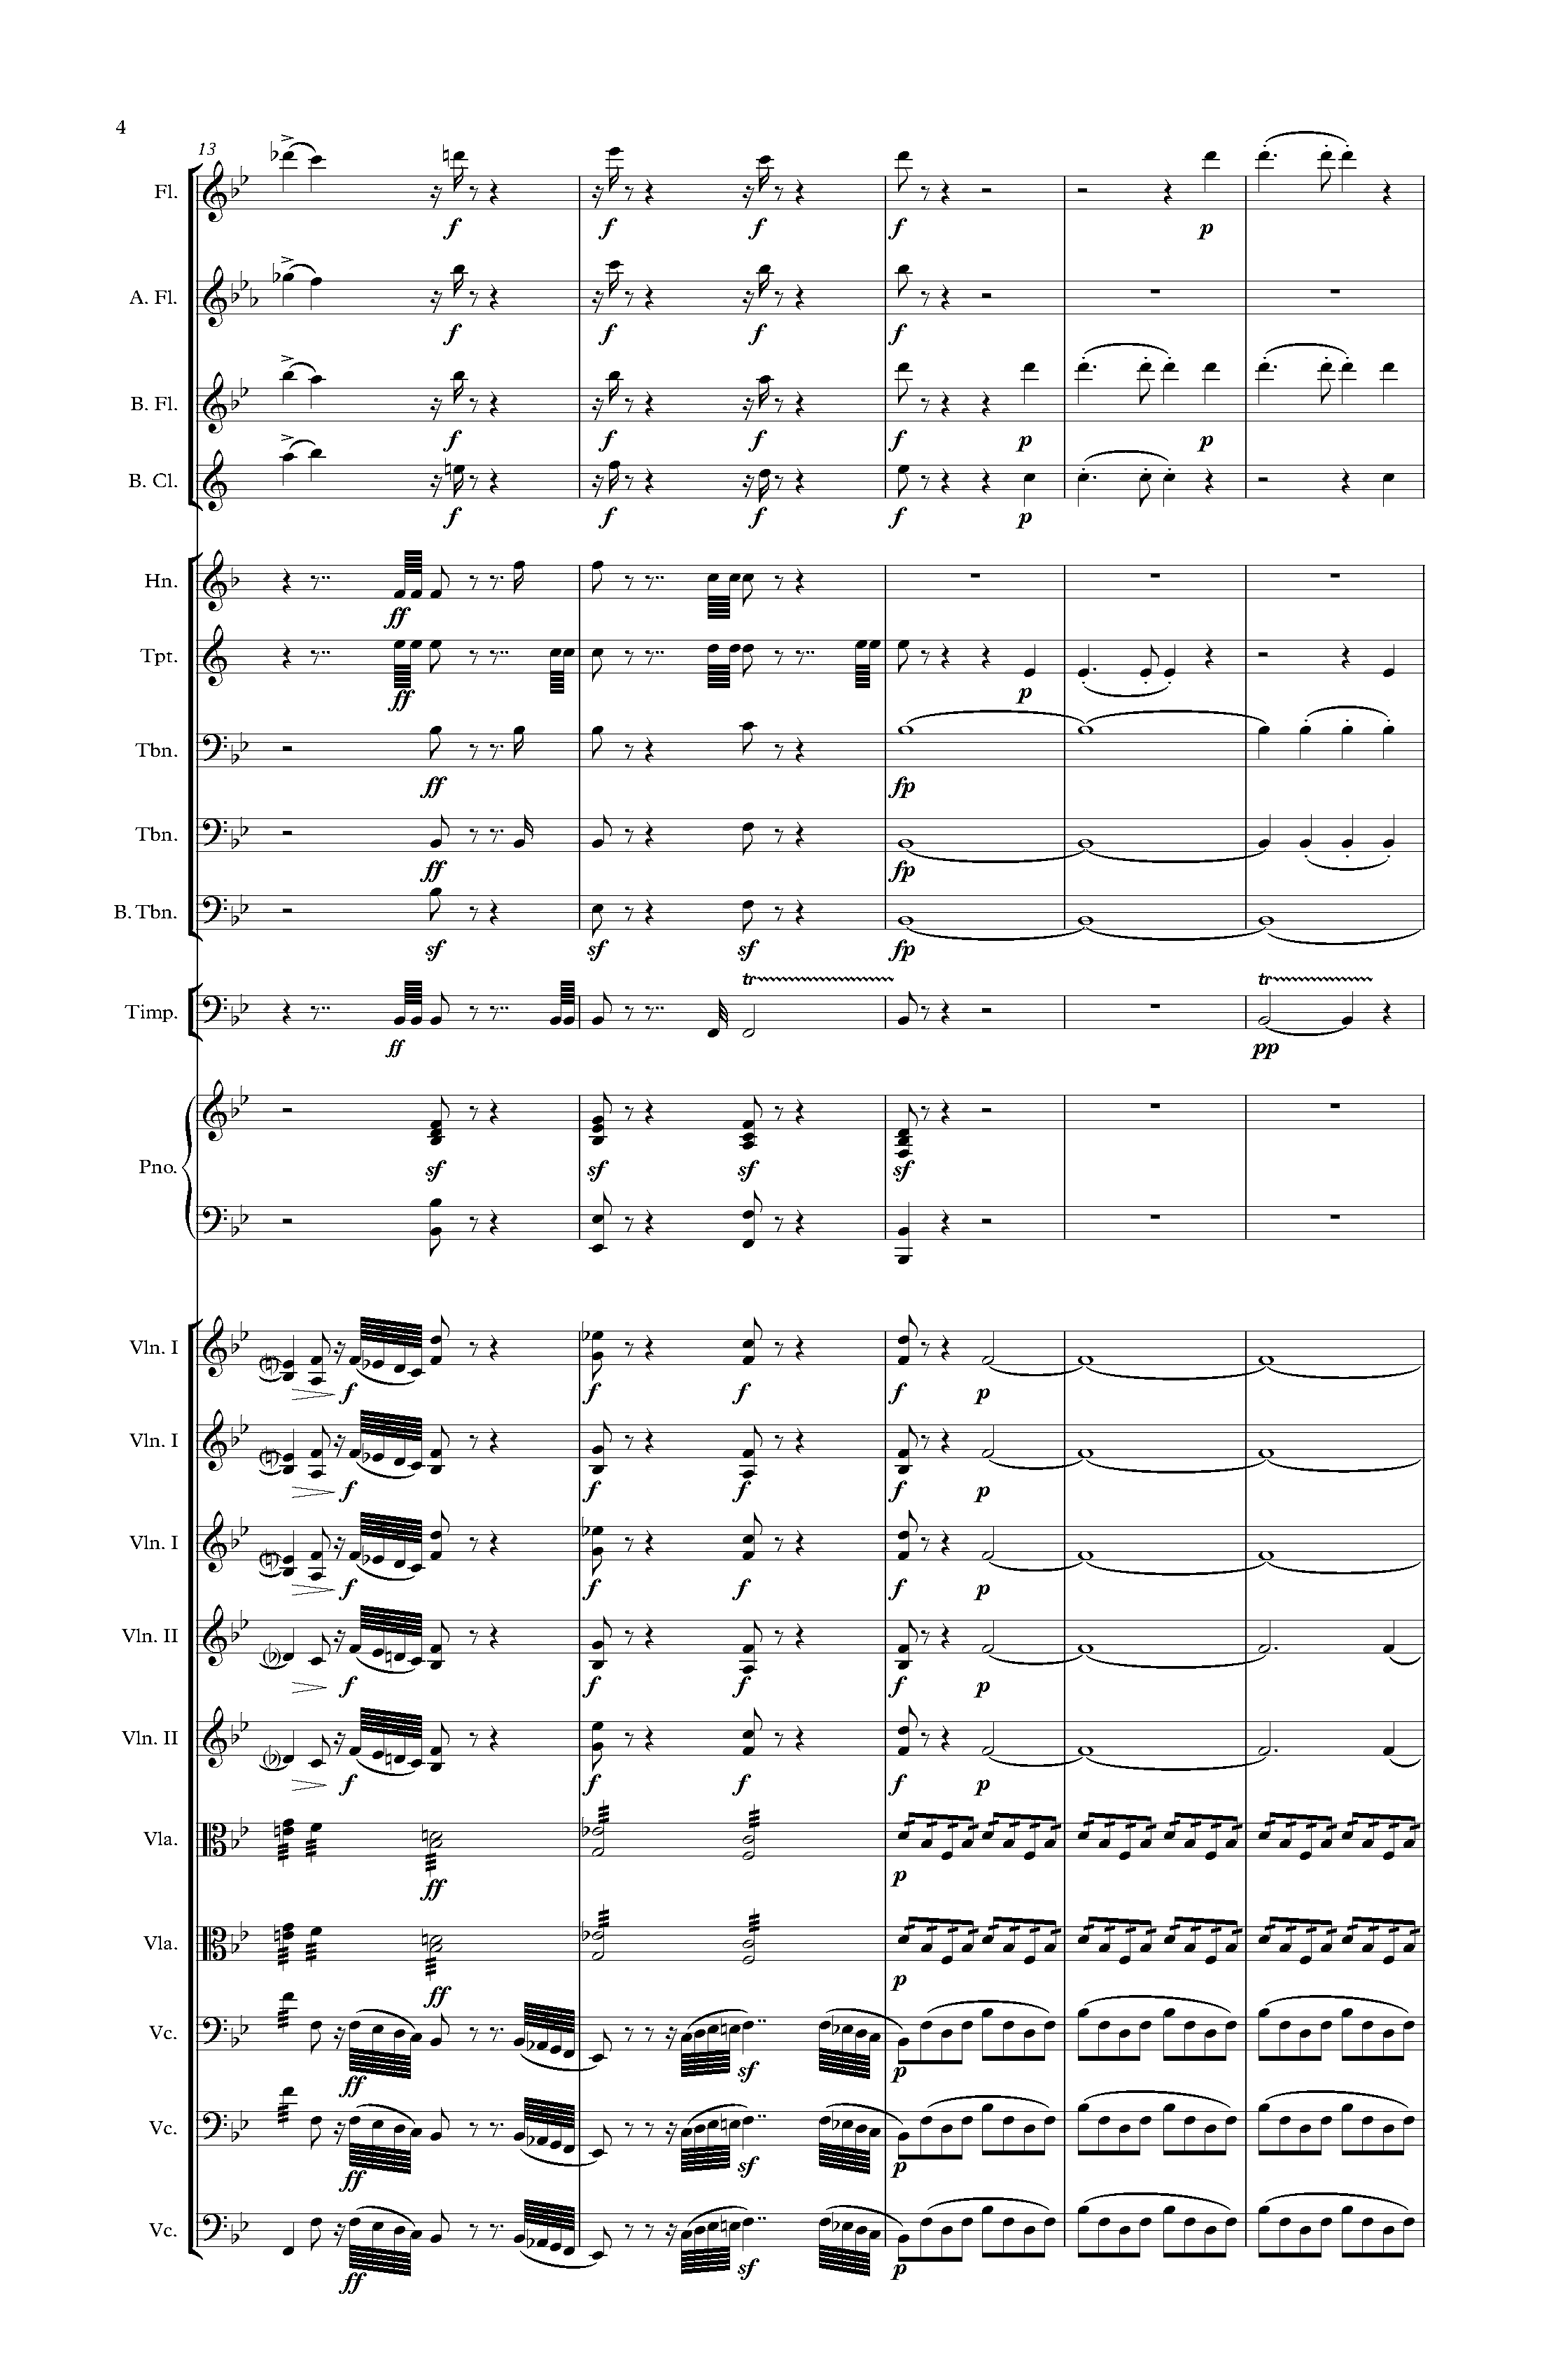 4
13
Fl.
f f f f p
A. Fl.
f f f f
B. Fl.
f f f f p p
B. Cl.
f f f f p
Hn.
ff
Tpt.
ff p
Tbn.
ff fp
Tbn.
ff fp
B. Tbn.
sf sf sf fp
tr tr
Timp.
ff pp
Pno.
sf sf sf sf
Vln. I
f f f f p
Vln. I
f f f f p
Vln. I
f f f f p
Vln. II
f f f f p
Vln. II
f f f f p
Vla.
ff p
Vla.
ff p
Vc.
ff sf p
Vc.
ff sf p
Vc.
ff sf p